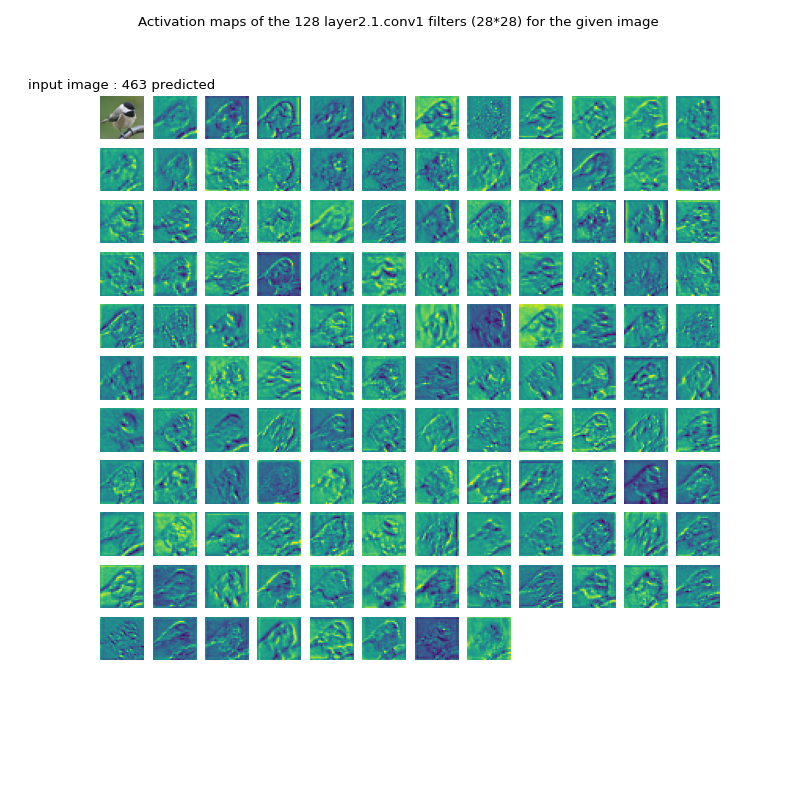 Activation maps of the 128 layer2.1.conv1 filters (28*28) for the given image
input image : 463 predicted